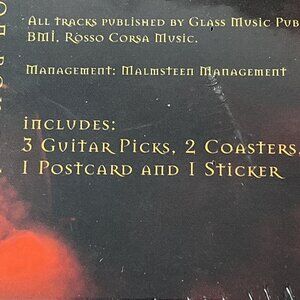 All tracks published by Glass Music Pub
BMI, Rosso Corsa Music.
Management: Malmsteen Management
includes:
3 Guitar Picks, 2 Coasters,
1 Postcard and 1 Sticker